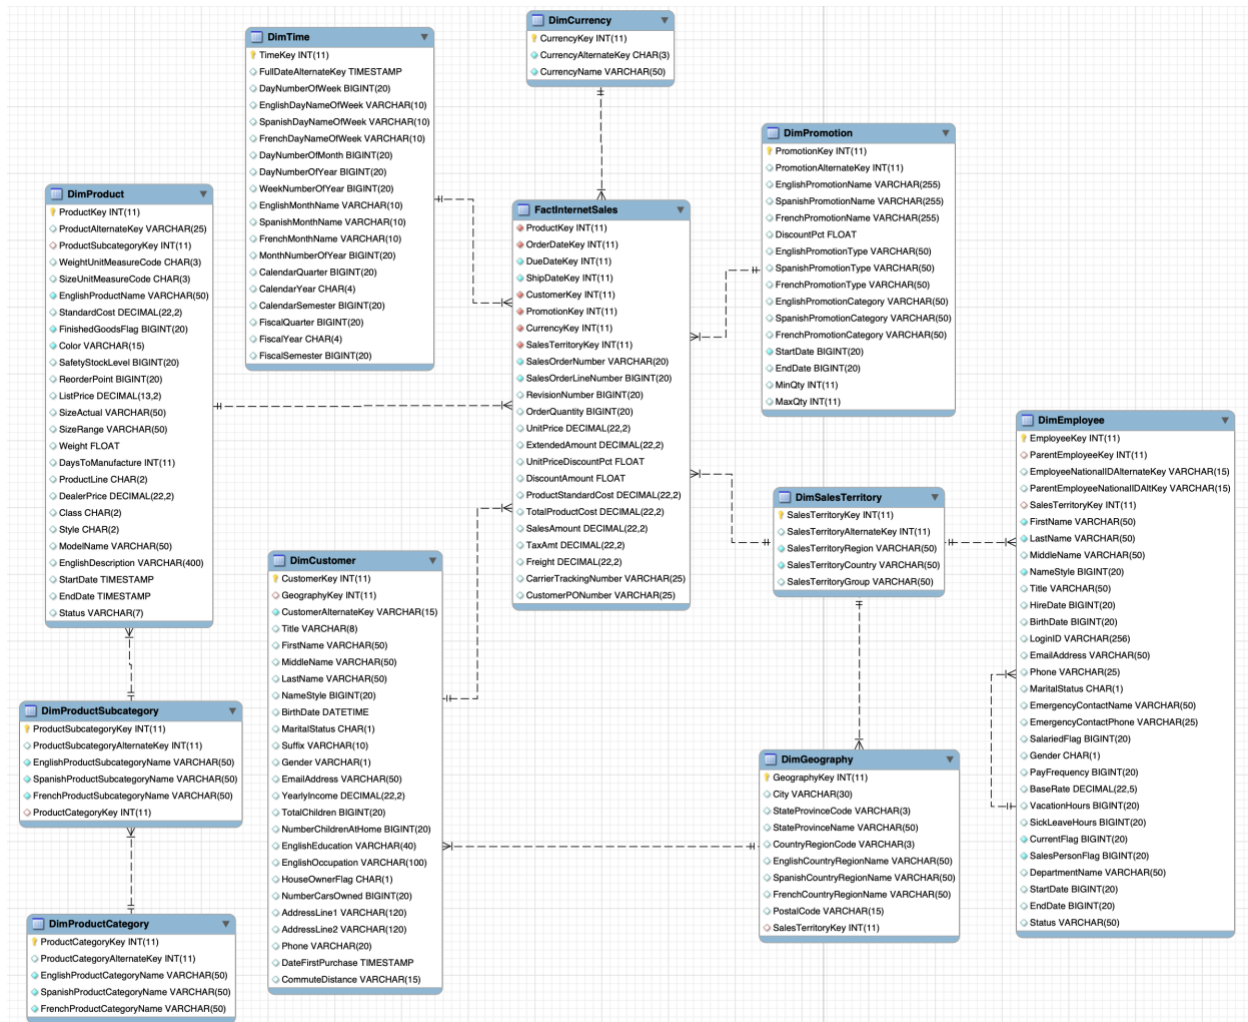 DimTime
TimeKey INT(11)
FullDateAlternateKey TIMESTAMP
DayNumberOfWeek BIGINT(20)
EnglishDayNameOfWeek VARCHAR(10)
SpanishDayNameOfWeek VARCHAR(10)
FrenchDayNameOfWeek VARCHAR(10)
DayNumberOfMonth BIGINT(20)
DayNumberOfYear BIGINT(20)
WeekNumberOfYear BIGINT(20)
EnglishMonthName VARCHAR(10)
SpanishMonthName VARCHAR(10)
FrenchMonthName VARCHAR(10)
MonthNumberOfYear BIGINT(20)
CalendarQuarter BIGINT(20)
CalendarYear CHAR(4)
CalendarSemester BIGINT(20)
FiscalQuarter BIGINT(20)
FiscalYear CHAR(4)
FiscalSemester BIGINT(20)
DimCurrency
CurrencyKey INT(11)
CurrencyAlternateKey CHAR(3)
CurrencyName VARCHAR(50)
DimPromotion
PromotionKey INT(11)
PromotionAlternateKey INT(11)
EnglishPromotionName VARCHAR(255)
SpanishPromotionName VARCHAR(255)
FrenchPromotionName VARCHAR(255)
DiscountPct FLOAT
EnglishPromotionType VARCHAR(50)
SpanishPromotionType VARCHAR(50)
FrenchPromotionType VARCHAR(50)
EnglishPromotionCategory VARCHAR(50)
SpanishPromotionCategory VARCHAR(50)
FrenchPromotionCategory VARCHAR(50)
StartDate BIGINT(20)
EndDate BIGINT(20)
MinQty INT(11)
MaxQty INT(11)
DimProduct
ProductKey INT(11)
ProductAlternateKey VARCHAR(25)
ProductSubcategoryKey INT(11)
WeightUnitMeasureCode CHAR(3)
SizeUnitMeasureCode CHAR(3)
EnglishProductName VARCHAR(50)
StandardCost DECIMAL(22,2)
FinishedGoodsFlag BIGINT(20)
Color VARCHAR(15)
SafetyStockLevel BIGINT(20)
ReorderPoint BIGINT(20)
ListPrice DECIMAL(13,2)
SizeActual VARCHAR(50)
SizeRange VARCHAR(50)
Weight FLOAT
DaysToManufacture INT(11)
ProductLine CHAR(2)
DealerPrice DECIMAL(22,2)
Class CHAR(2)
Style CHAR(2)
ModelName VARCHAR(50)
EnglishDescription VARCHAR(400)
StartDate TIMESTAMP
EndDate TIMESTAMP
Status VARCHAR(7)
FactInternetSales
ProductKey INT(11)
OrderDateKey INT(11)
DueDateKey INT(11)
ShipDateKey INT(11)
CustomerKey INT(11)
PromotionKey INT(11)
CurrencyKey INT(11)
SalesTerritoryKey INT(11)
SalesOrderNumber VARCHAR(20)
SalesOrderLineNumber BIGINT(20)
RevisionNumber BIGINT(20)
OrderQuantity BIGINT(20)
UnitPrice DECIMAL(22,2)
ExtendedAmount DECIMAL(22,2)
UnitPriceDiscountPct FLOAT
DiscountAmount FLOAT
ProductStandardCost DECIMAL(22,2)
TotalProductCost DECIMAL(22,2)
SalesAmount DECIMAL(22,2)
TaxAmt DECIMAL(22,2)
Freight DECIMAL(22,2)
CarrierTrackingNumber VARCHAR(25)
CustomerPONumber VARCHAR(25)
DimEmployee
EmployeeKey INT(11)
ParentEmployeeKey INT(11)
EmployeeNationalIDAlternateKey VARCHAR(15)
ParentEmployeeNationalIDAltKey VARCHAR(15)
SalesTerritoryKey INT(11)
FirstName VARCHAR(50)
LastName VARCHAR(50)
MiddleName VARCHAR(50)
NameStyle BIGINT(20)
Title VARCHAR(50)
HireDate BIGINT(20)
BirthDate BIGINT(20)
LoginID VARCHAR(256)
EmailAddress VARCHAR(50)
Phone VARCHAR(25)
MaritalStatus CHAR(1)
EmergencyContactName VARCHAR(50)
EmergencyContactPhone VARCHAR(25)
SalariedFlag BIGINT(20)
Gender CHAR(1)
PayFrequency BIGINT(20)
BaseRate DECIMAL(22,5)
VacationHours BIGINT(20)
SickLeaveHours BIGINT(20)
CurrentFlag BIGINT(20)
SalesPersonFlag BIGINT(20)
DepartmentName VARCHAR(50)
StartDate BIGINT(20)
EndDate BIGINT(20)
Status VARCHAR(50)
DimSalesTerritory
SalesTerritoryKey INT(11)
SalesTerritoryAlternateKey INT(11)
SalesTerritoryRegion VARCHAR(50)
SalesTerritoryCountry VARCHAR(50)
SalesTerritoryGroup VARCHAR(50)
DimCustomer
CustomerKey INT(11)
GeographyKey INT(11)
CustomerAlternateKey VARCHAR(15)
Title VARCHAR(8)
FirstName VARCHAR(50)
MiddleName VARCHAR(50)
LastName VARCHAR(50)
NameStyle BIGINT(20)
BirthDate DATETIME
MaritalStatus CHAR(1)
Suffix VARCHAR(10)
Gender VARCHAR(1)
EmailAddress VARCHAR(50)
YearlyIncome DECIMAL(22,2)
TotalChildren BIGINT(20)
NumberChildrenAtHome BIGINT(20)
EnglishEducation VARCHAR(40)
EnglishOccupation VARCHAR(100)
HouseOwnerFlag CHAR(1)
NumberCarsOwned BIGINT(20)
AddressLine1 VARCHAR(120)
AddressLine2 VARCHAR(120)
Phone VARCHAR(20)
DateFirstPurchase TIMESTAMP
CommuteDistance VARCHAR(15)
DimProductSubcategory
ProductSubcategoryKey INT(11)
ProductSubcategoryAlternateKey INT(11)
EnglishProductSubcategoryName VARCHAR(50)
SpanishProductSubcategoryName VARCHAR(50)
FrenchProductSubcategoryName VARCHAR(50)
ProductCategoryKey INT(11)
DimGeography
GeographyKey INT(11)
City VARCHAR(30)
StateProvinceCode VARCHAR(3)
StateProvinceName VARCHAR(50)
CountryRegionCode VARCHAR(3)
EnglishCountryRegionName VARCHAR(50)
SpanishCountryRegionName VARCHAR(50)
FrenchCountryRegionName VARCHAR(50)
PostalCode VARCHAR(15)
SalesTerritoryKey INT(11)
DimProductCategory
ProductCategoryKey INT(11)
ProductCategoryAlternateKey INT(11)
EnglishProductCategoryName VARCHAR(50)
SpanishProductCategoryName VARCHAR(50)
FrenchProductCategoryName VARCHAR(50)